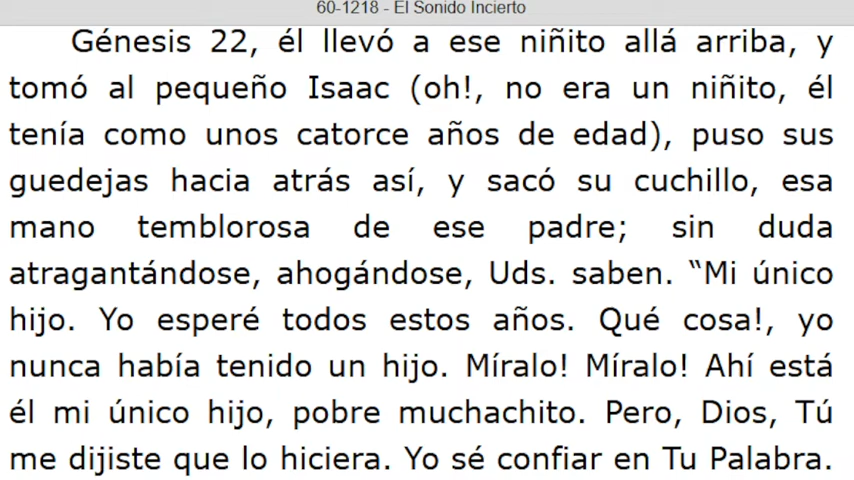 60-1218 - El Sonido Incierto
Génesis 22, él llevó a ese niñito allá arriba, y
tomó al pequeño Isaac (oh!, no era un niñito, él
tenía como unos catorce años de edad), puso sus
guedejas hacia atrás así, y sacó su cuchillo, esa
mano temblorosa de ese padre; sin duda
atragantándose, ahogándose, Uds. saben. “Mi único
hijo. Yo esperé todos estos años. Qué cosa!, yo
nunca había tenido un hijo. Míralo! Míralo! Ahí está
él mi único hijo, pobre muchachito. Pero, Dios, Tú
me dijiste que lo hiciera. Yo sé confiar en Tu Palabra.